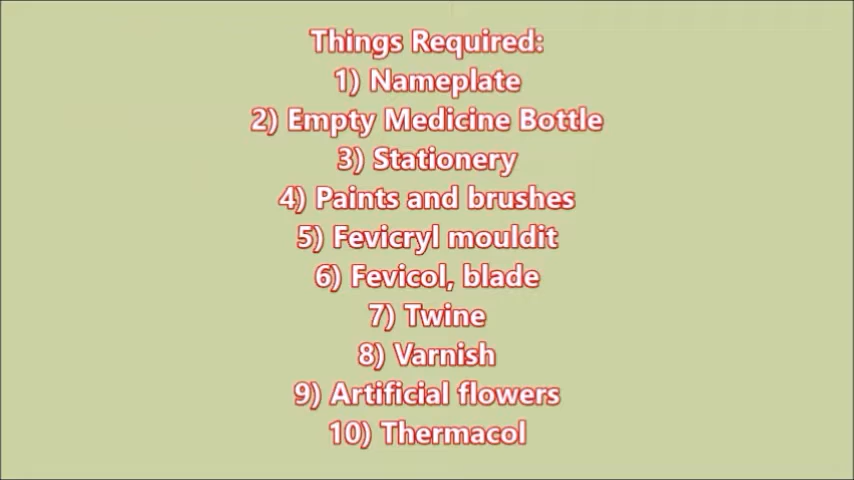 Things Required:
1) Nameplate
2) Empty Medicine Bottle
3) Stationery
4) Paints and brushes
5) Fevicryl mouldit
6) Fevicol, blade
7) Twine
8) Varnish
9) Artificial flowers
10) Thermacol